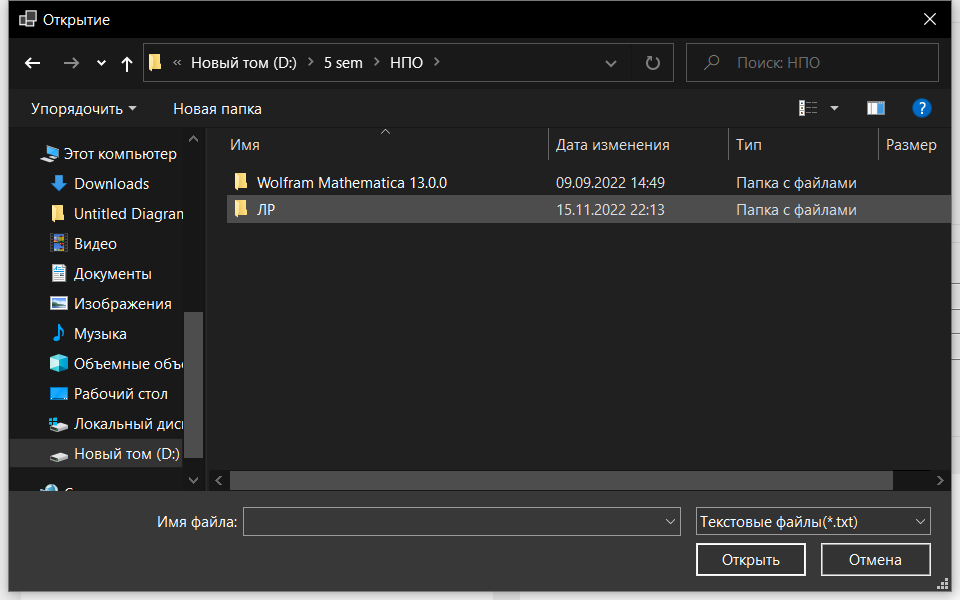 Открытие
« Новый том (D:) › 5 sem › НПО ›
Поиск: НПО
Упорядочить
Новая папка
?
Этот компьютер
Downloads
Untitled Diagran
Видео
Документы
Изображения
Музыка
Объемные объе
Рабочий стол
Локальный диск
Новый том (D:)
Имя Дата изменения Тип Размер
Wolfram Mathematica 13.0.0 09.09.2022 14:49 Папка с файлами
ЛР 15.11.2022 22:13 Папка с файлами
Имя файла:
Текстовые файлы(*.txt)
Открыть
Отмена